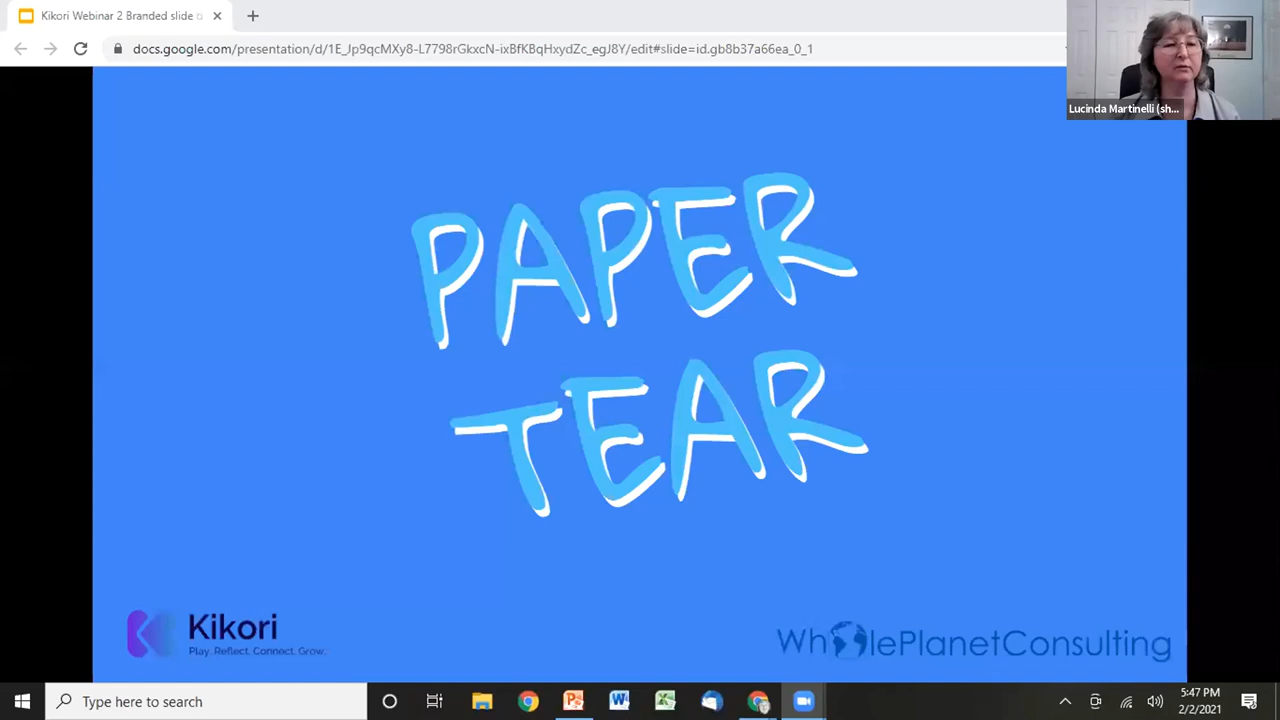 Kikori Webinar 2 Branded slide
docs.google.com/presentation/d/1E_Jp9qcMXy8-L7798rGkxcN-ixBfKBqHxydZc_egJ8Y/edit#slide=id.gb8b37a66ea_0_1
Lucinda Martinelli (sh...
PAPER
TEAR
Kikori
Play. Reflect. Connect. Grow.
WholePlanetConsulting
Type here to search
5:47 PM
2/2/2021